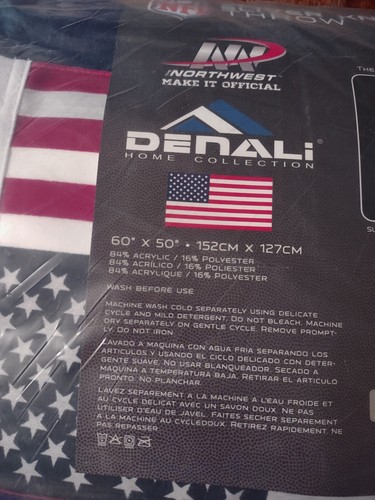 NFL
THROW
THE
NORTHWEST
MAKE IT OFFICIAL
DENALI®
HOME COLLECTION
60" X 50" • 152CM X 127CM
84% ACRYLIC / 16% POLYESTER
84% ACRÍLICO / 16% POLIESTER
84% ACRYLIQUE / 16% POLYESTER
WASH BEFORE USE
MACHINE WASH COLD SEPARATELY USING DELICATE
CYCLE AND MILD DETERGENT. DO NOT BLEACH. MACHINE
DRY SEPARATELY ON GENTLE CYCLE. REMOVE PROMPT-
LY. DO NOT IRON.
LAVADO A MAQUINA CON AGUA FRIA SEPARANDO LOS
ARTICULOS Y USANDO EL CICLO DELICADO CON DETER-
GENTE SUAVE. NO USAR BLANQUEADOR. SECADO A
MAQUINA A TEMPERATURA BAJA. RETIRAR EL ARTICULO
PRONTO. NO PLANCHAR.
LAVEZ SEPAREMENT A LA MACHINE A L'EAU FROIDE ET
AU CYCLE DELICAT AVEC UN SAVON DOUX. NE PAS
UTILISER D'EAU DE JAVEL. FAITES SECHER SEPAREMENT
A LA MACHINE AU CYCLEDOUX. RETIREZ RAPIDEMENT. NE
PAS REPASSER